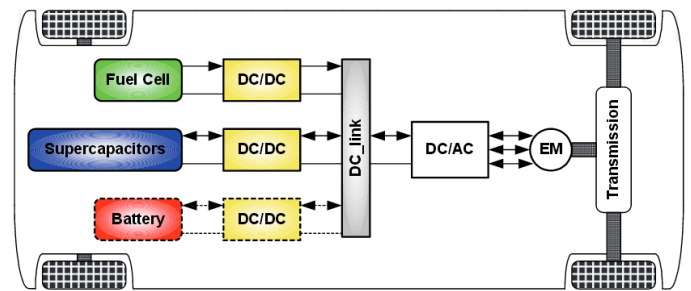 Fuel Cell
DC/DC
Supercapacitors
DC/DC
Battery
DC/DC
DC_link
DC/AC
EM
Transmission